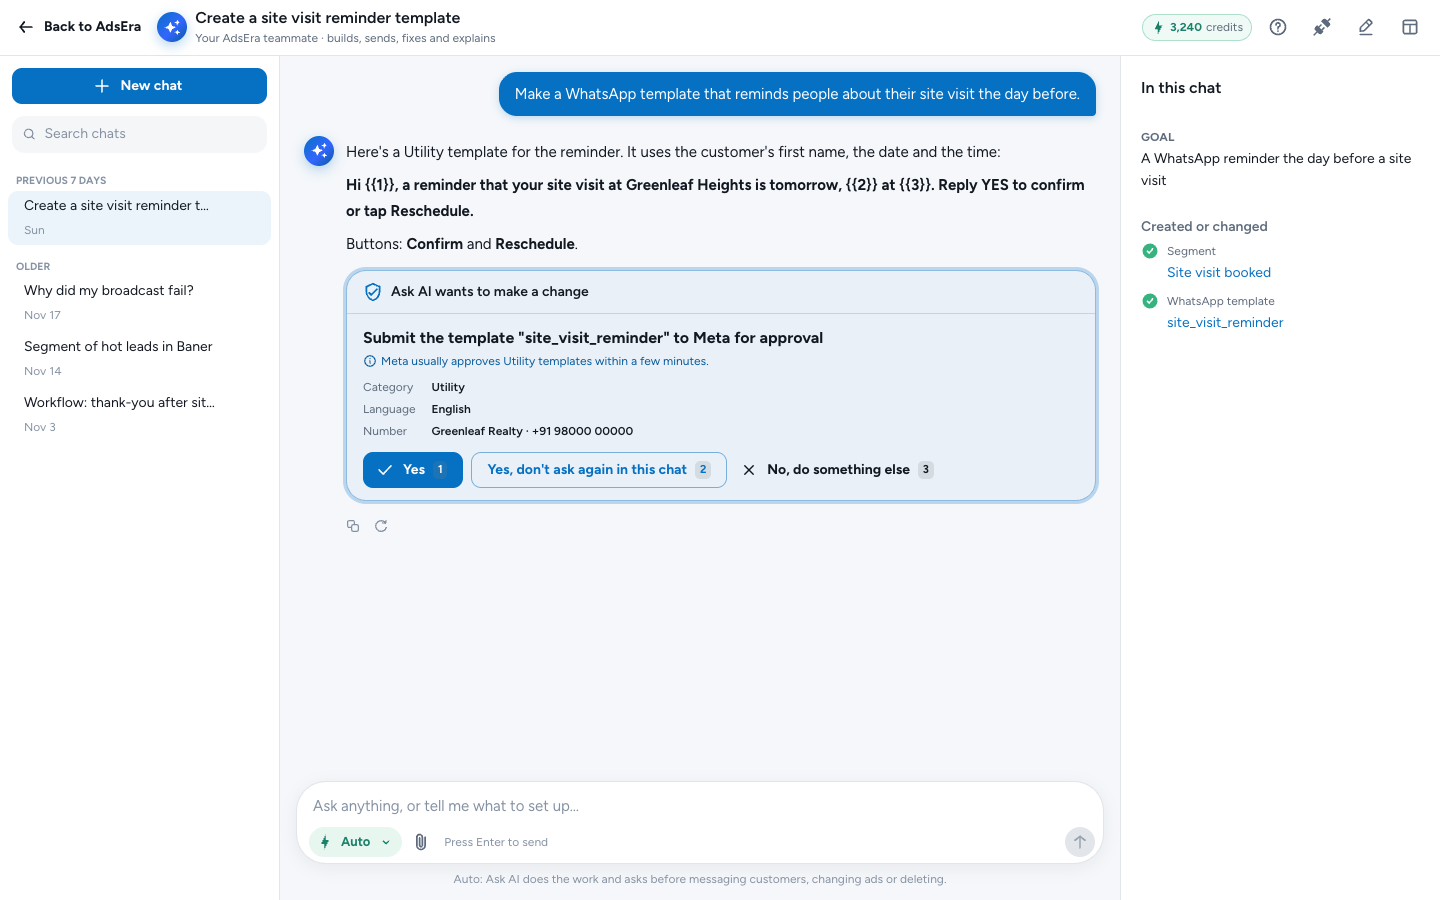 Back to AdsEra
Create a site visit reminder template
Your AdsEra teammate · builds, sends, fixes and explains
3,240 credits
New chat
Search chats
PREVIOUS 7 DAYS
Create a site visit reminder t...
Sun
OLDER
Why did my broadcast fail?
Nov 17
Segment of hot leads in Baner
Nov 14
Workflow: thank-you after sit...
Nov 3
Make a WhatsApp template that reminds people about their site visit the day before.
Here's a Utility template for the reminder. It uses the customer's first name, the date and the time:
Hi {{1}}, a reminder that your site visit at Greenleaf Heights is tomorrow, {{2}} at {{3}}. Reply YES to confirm
or tap Reschedule.
Buttons: Confirm and Reschedule.
Ask AI wants to make a change
Submit the template "site_visit_reminder" to Meta for approval
Meta usually approves Utility templates within a few minutes.
Category Utility
Language English
Number Greenleaf Realty · +91 98000 00000
Yes 1
Yes, don't ask again in this chat 2
No, do something else 3
Ask anything, or tell me what to set up...
Auto
Press Enter to send
Auto: Ask AI does the work and asks before messaging customers, changing ads or deleting.
In this chat
GOAL
A WhatsApp reminder the day before a site
visit
Created or changed
Segment
Site visit booked
WhatsApp template
site_visit_reminder